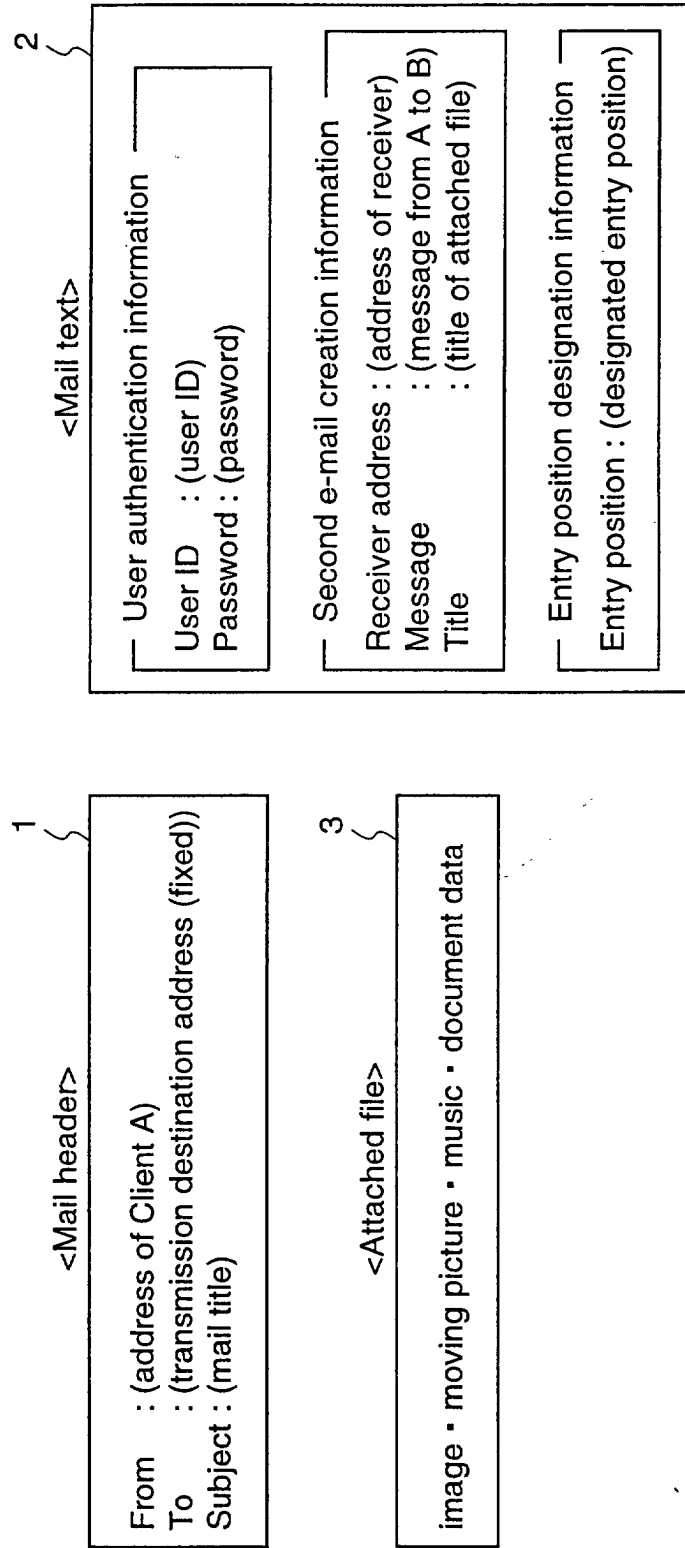 <Mail header>
1
From : (address of Client A)
To : (transmission destination address (fixed))
Subject : (mail title)
<Attached file>
3
image ▪ moving picture ▪ music ▪ document data
<Mail text>
2
User authentication information
User ID : (user ID)
Password : (password)
Second e-mail creation information
Receiver address : (address of receiver)
Message : (message from A to B)
Title : (title of attached file)
Entry position designation information
Entry position : (designated entry position)